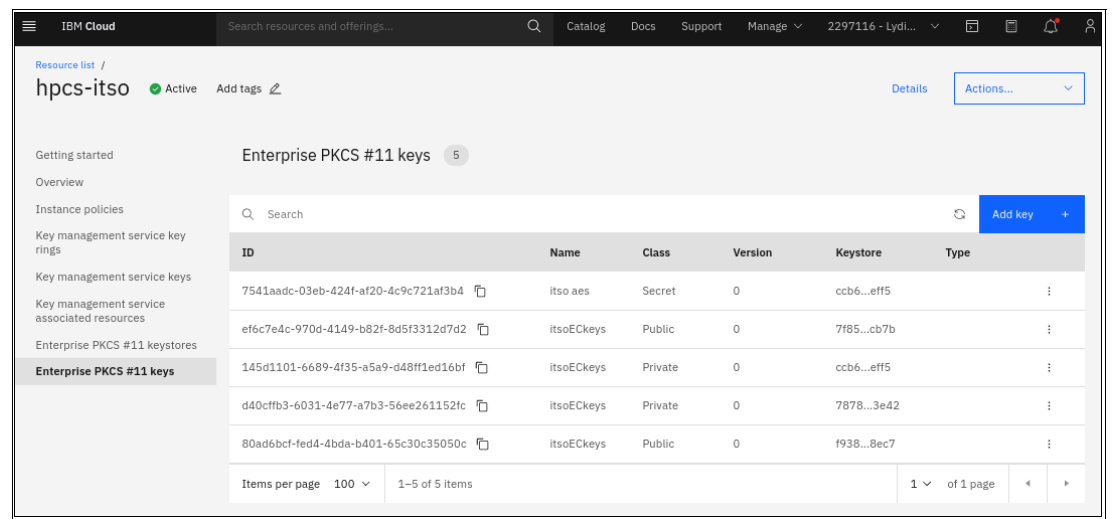 IBM Cloud Search resources and offerings... Catalog Docs Support Manage 2297116 - Lydi...
Resource list /
hpcs-itso Active Add tags Details Actions...
Getting started
Overview
Instance policies
Key management service key
rings
Key management service keys
Key management service
associated resources
Enterprise PKCS #11 keystores
Enterprise PKCS #11 keys
Enterprise PKCS #11 keys 5
Search Add key +
ID Name Class Version Keystore Type
7541aadc-03eb-424f-af20-4c9c721af3b4 itso aes Secret 0 ccb6...eff5
ef6c7e4c-970d-4149-b82f-8d5f3312d7d2 itsoECkeys Public 0 7f85...cb7b
145d1101-6689-4f35-a5a9-d48ff1ed16bf itsoECkeys Private 0 ccb6...eff5
d40cffb3-6031-4e77-a7b3-56ee261152fc itsoECkeys Private 0 7878...3e42
80ad6bcf-fed4-4bda-b401-65c30c35050c itsoECkeys Public 0 f938...8ec7
Items per page 100 1–5 of 5 items 1 of 1 page